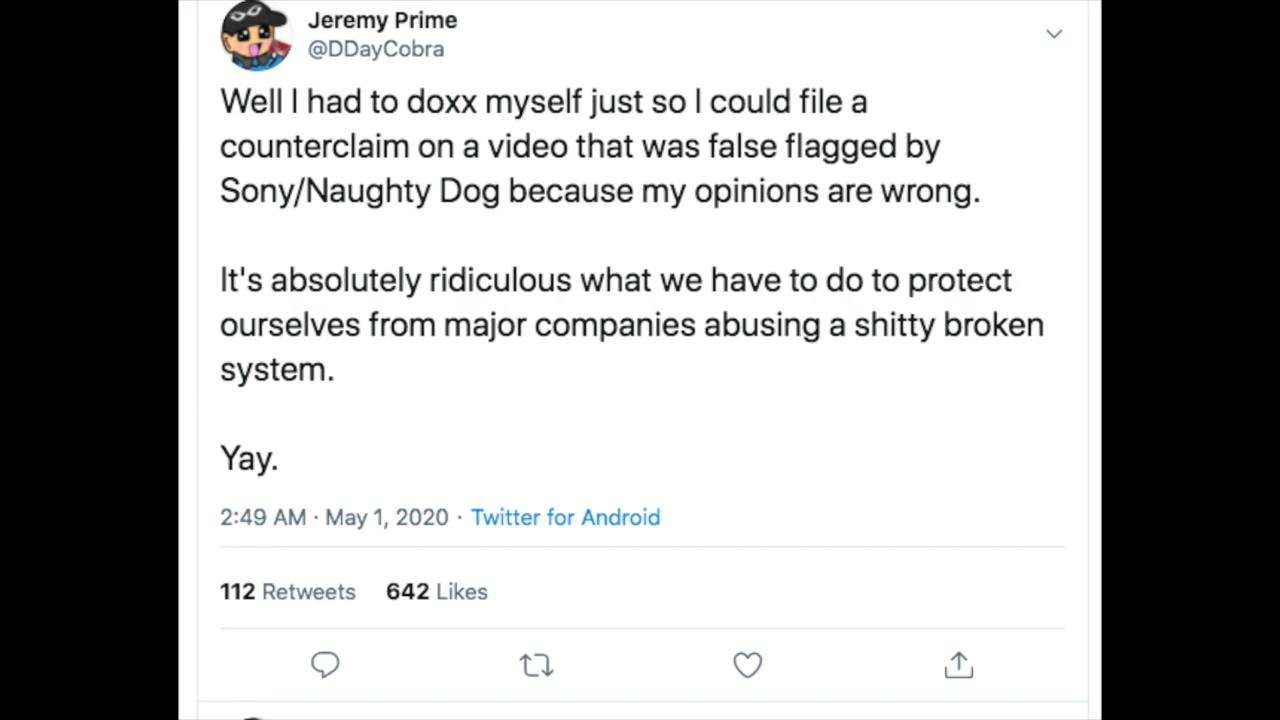 Jeremy Prime
@DDayCobra
Well I had to doxx myself just so I could file a
counterclaim on a video that was false flagged by
Sony/Naughty Dog because my opinions are wrong.
It's absolutely ridiculous what we have to do to protect
ourselves from major companies abusing a shitty broken
system.
Yay.
2:49 AM · May 1, 2020 · Twitter for Android
112 Retweets 642 Likes